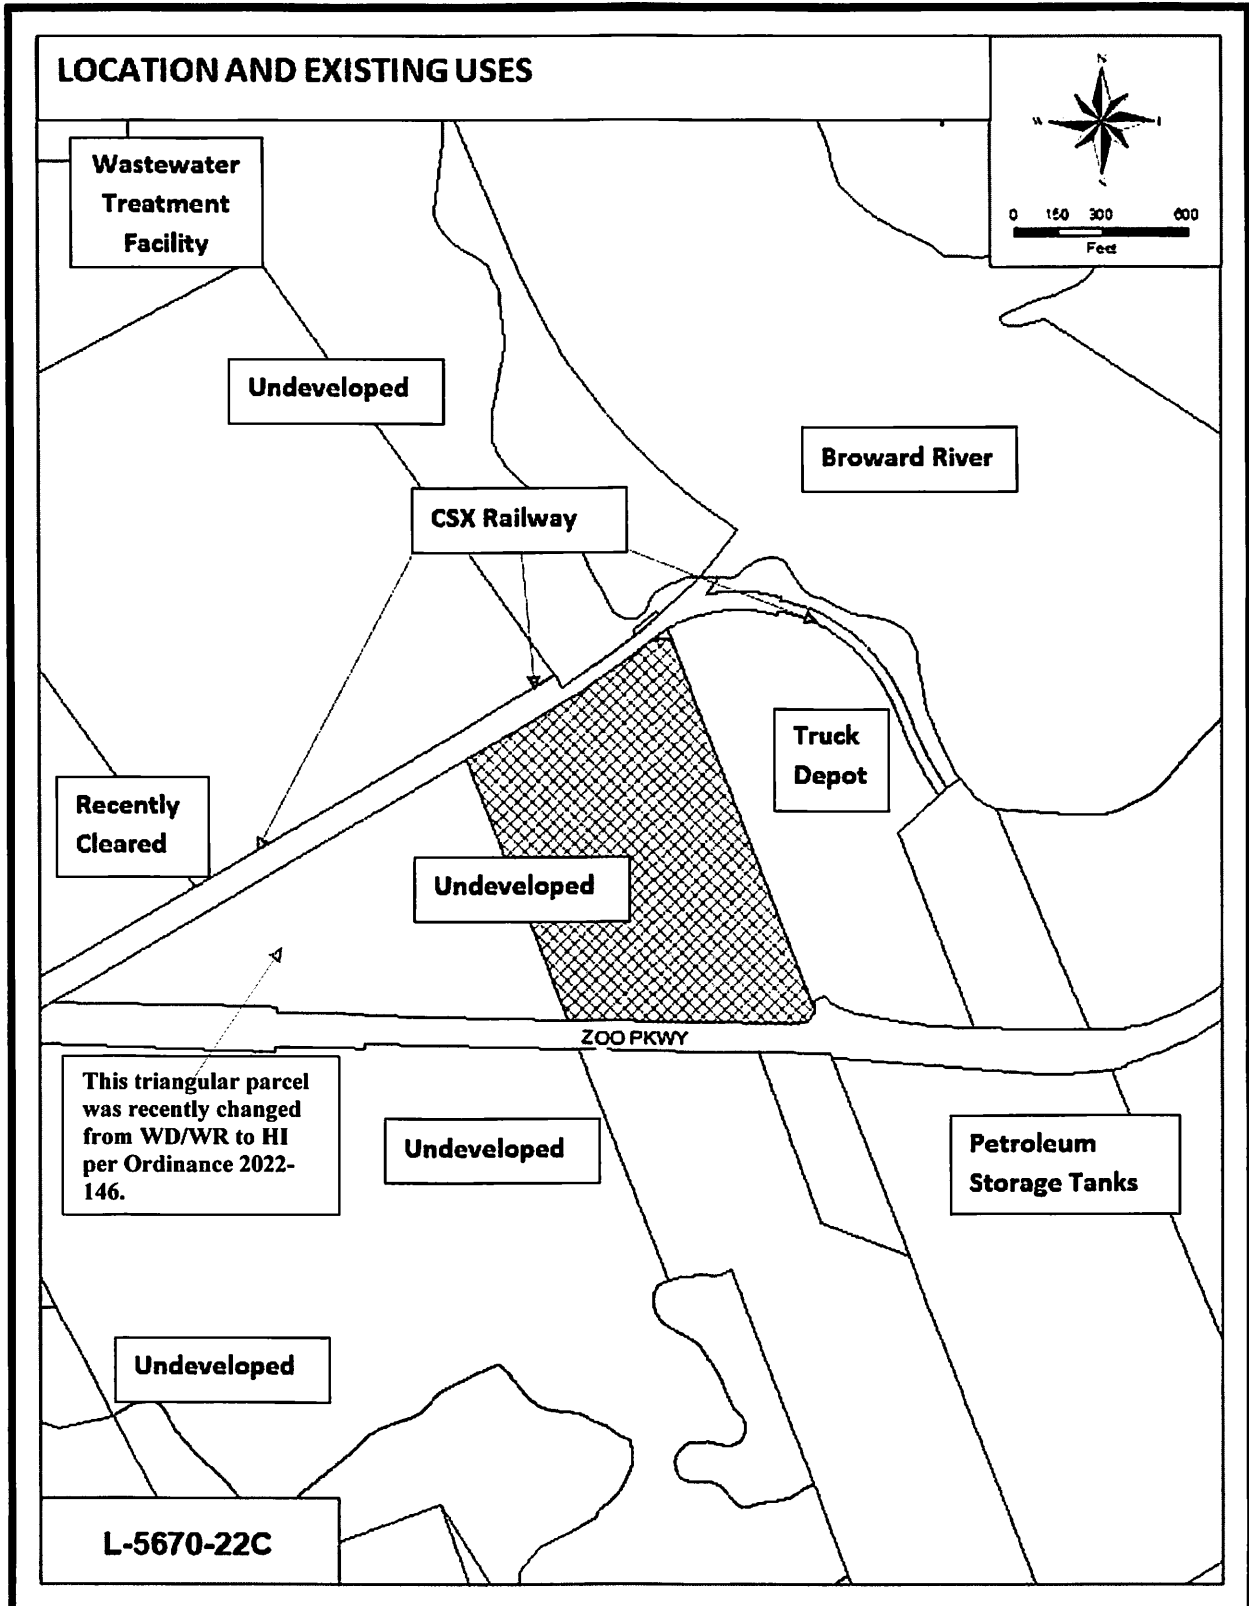 LOCATION AND EXISTING USES
N
W
0 150 300 600
Feet
Wastewater
Treatment
Facility
Undeveloped
Broward River
CSX Railway
Truck
Depot
Recently
Cleared
Undeveloped
ZOO PKWY
This triangular parcel
was recently changed
from WD/WR to HI
per Ordinance 2022-
146.
Undeveloped
Petroleum
Storage Tanks
Undeveloped
L-5670-22C